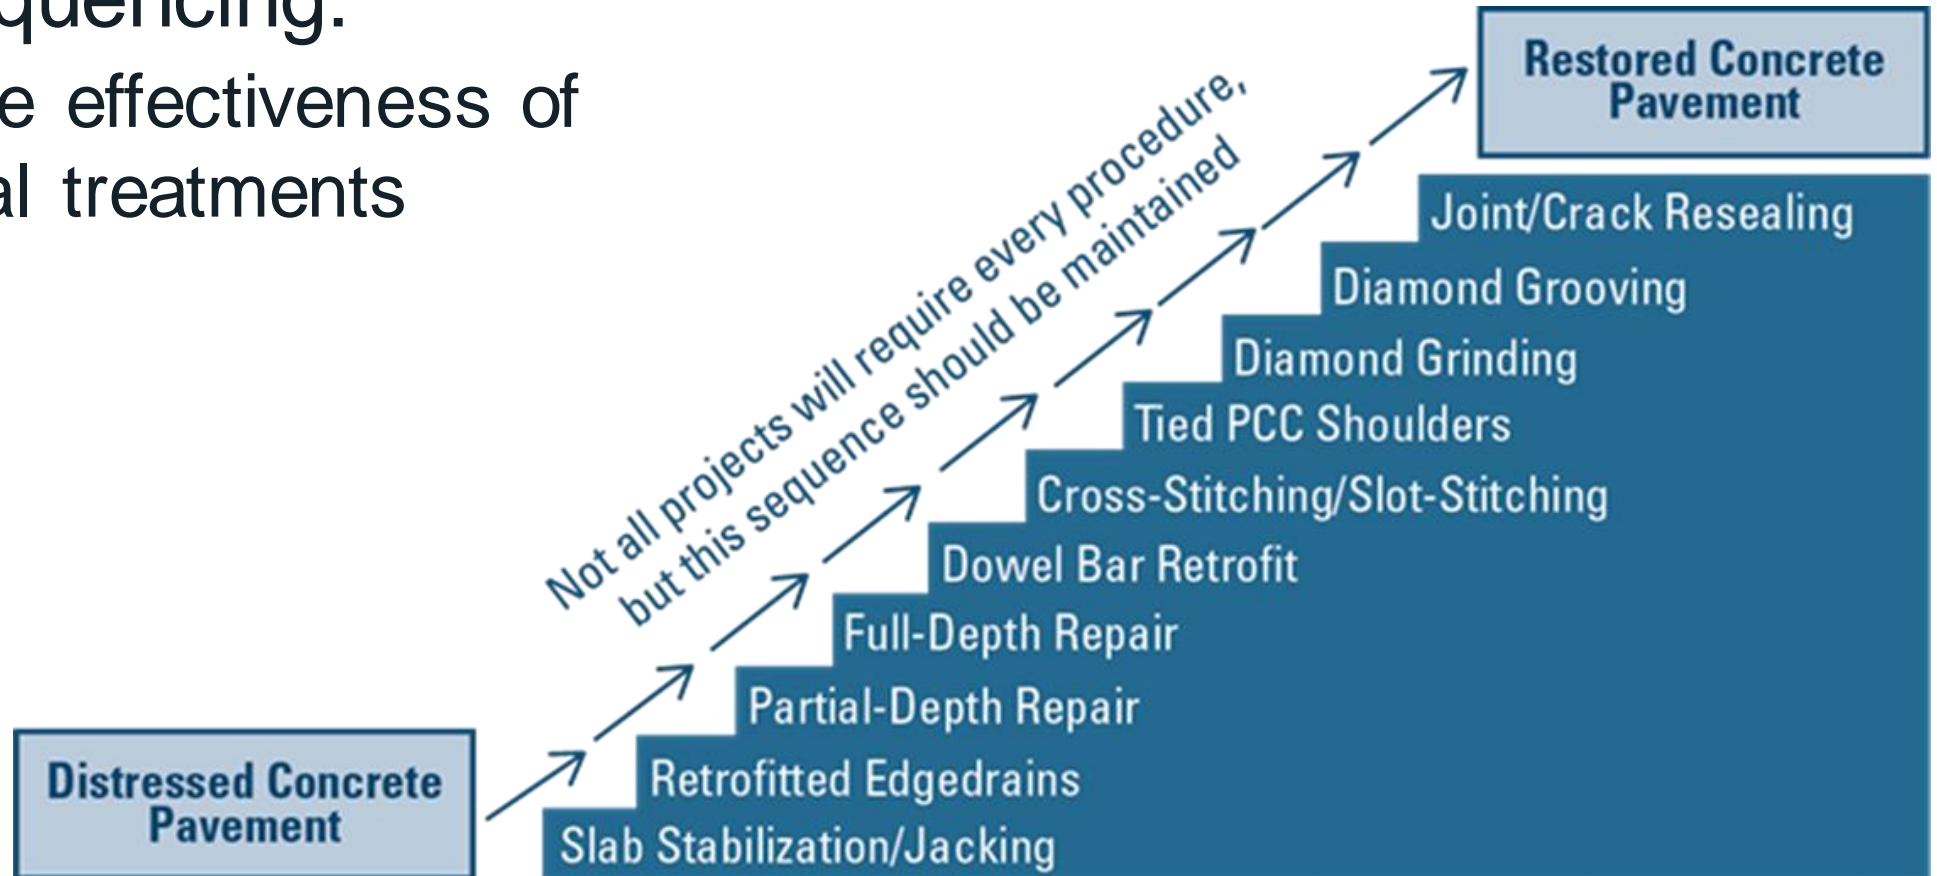 quencing:
e effectiveness of
al treatments
Restored Concrete
Pavement
Not all projects will require every procedure,
but this sequence should be maintained
Joint/Crack Resealing
Diamond Grooving
Diamond Grinding
Tied PCC Shoulders
Cross-Stitching/Slot-Stitching
Dowel Bar Retrofit
Full-Depth Repair
Partial-Depth Repair
Retrofitted Edgedrains
Slab Stabilization/Jacking
Distressed Concrete
Pavement